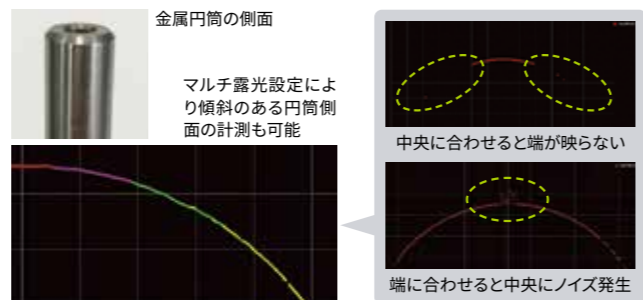 金属円筒の側面
マルチ露光設定によ
り傾斜のある円筒側
面の計測も可能
中央に合わせると端が映らない
端に合わせると中央にノイズ発生